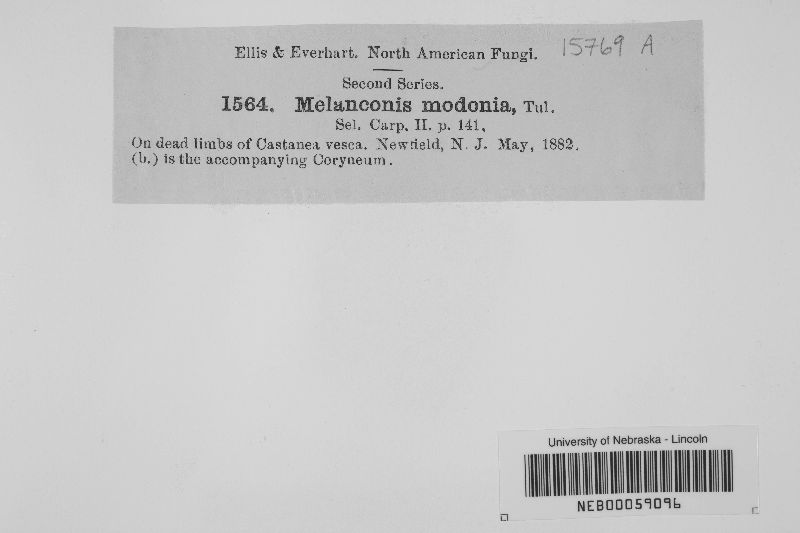 Ellis & Everhart. North American Fungi. 15769 A
Second Series.
1564. Melanconis modonia, Tul.
Sel. Carp. II. p. 141.
On dead limbs of Castanea vesca. Newfield, N. J. May, 1882.
(b.) is the accompanying Coryneum.
University of Nebraska - Lincoln
NEB00059096